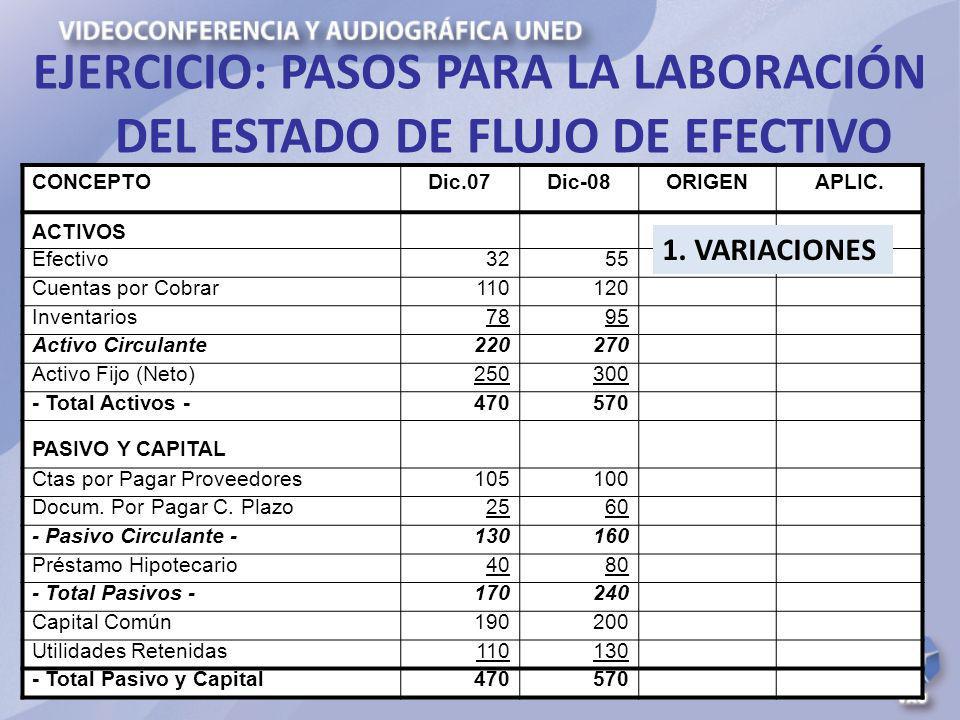 VIDEOCONFERENCIA Y AUDIOGRÁFICA UNED
EJERCICIO: PASOS PARA LA LABORACIÓN
DEL ESTADO DE FLUJO DE EFECTIVO
CONCEPTO Dic.07 Dic-08 ORIGEN APLIC.
ACTIVOS
1. VARIACIONES
Efectivo 32 55
Cuentas por Cobrar 110 120
Inventarios 78 95
Activo Circulante 220 270
Activo Fijo (Neto) 250 300
- Total Activos - 470 570
PASIVO Y CAPITAL
Ctas por Pagar Proveedores 105 100
Docum. Por Pagar C. Plazo 25 60
- Pasivo Circulante - 130 160
Préstamo Hipotecario 40 80
- Total Pasivos - 170 240
Capital Común 190 200
Utilidades Retenidas 110 130
- Total Pasivo y Capital 470 570